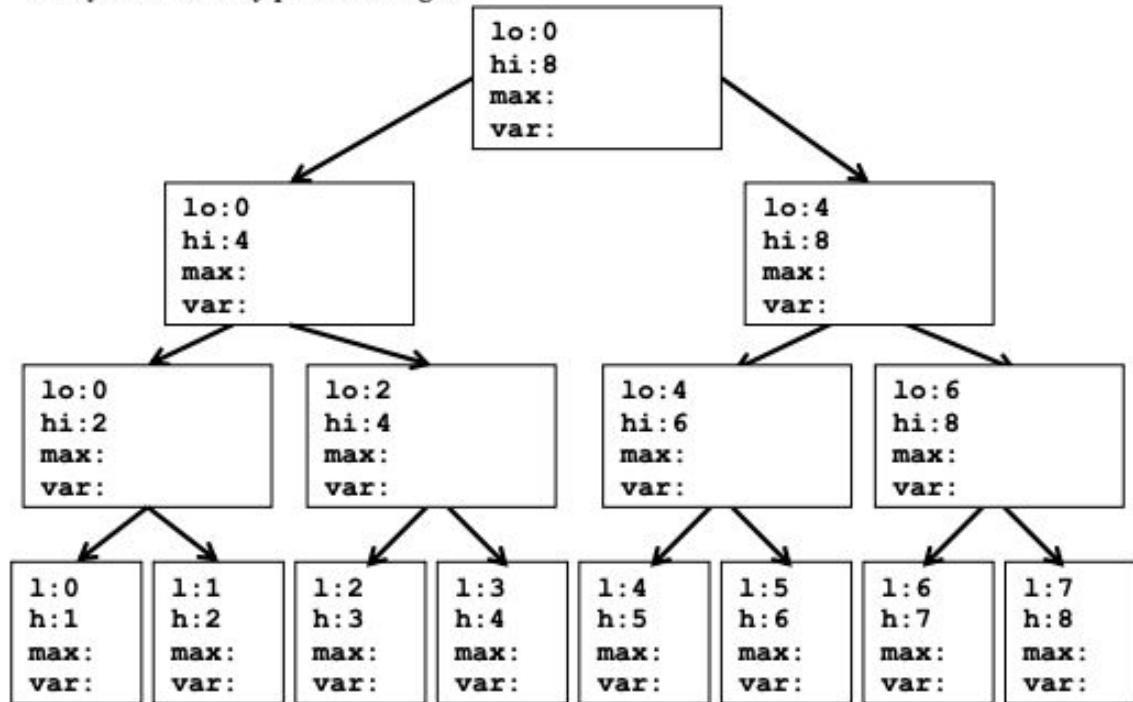 lo:0
hi:8
max:
var:
lo:0
hi:4
max:
var:
lo:4
hi:8
max:
var:
lo:0
hi:2
max:
var:
lo:2
hi:4
max:
var:
lo:4
hi:6
max:
var:
lo:6
hi:8
max:
var:
l:0
h:1
max:
var:
l:1
h:2
max:
var:
l:2
h:3
max:
var:
l:3
h:4
max:
var:
l:4
h:5
max:
var:
l:5
h:6
max:
var:
l:6
h:7
max:
var:
l:7
h:8
max:
var: